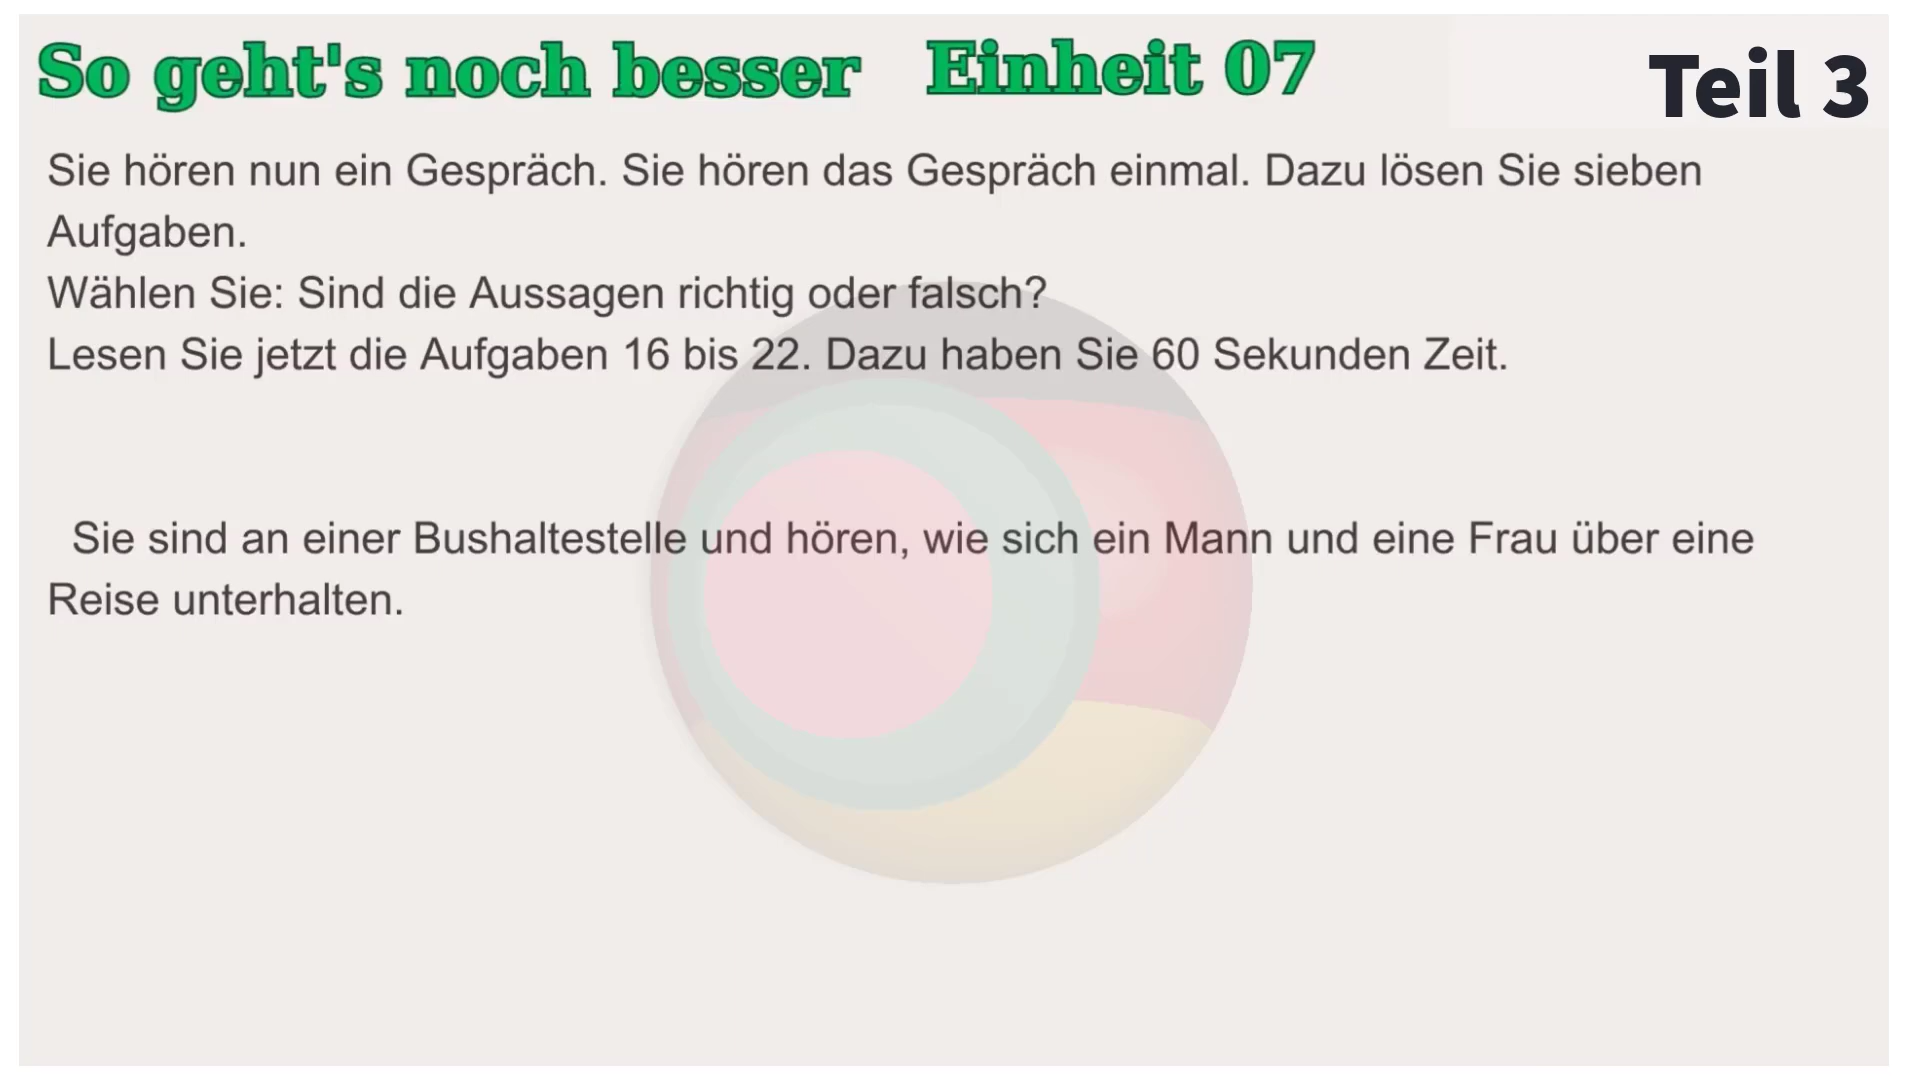 So geht's noch besser Einheit 07
Teil 3
Sie hören nun ein Gespräch. Sie hören das Gespräch einmal. Dazu lösen Sie sieben
Aufgaben.
Wählen Sie: Sind die Aussagen richtig oder falsch?
Lesen Sie jetzt die Aufgaben 16 bis 22. Dazu haben Sie 60 Sekunden Zeit.
Sie sind an einer Bushaltestelle und hören, wie sich ein Mann und eine Frau über eine
Reise unterhalten.